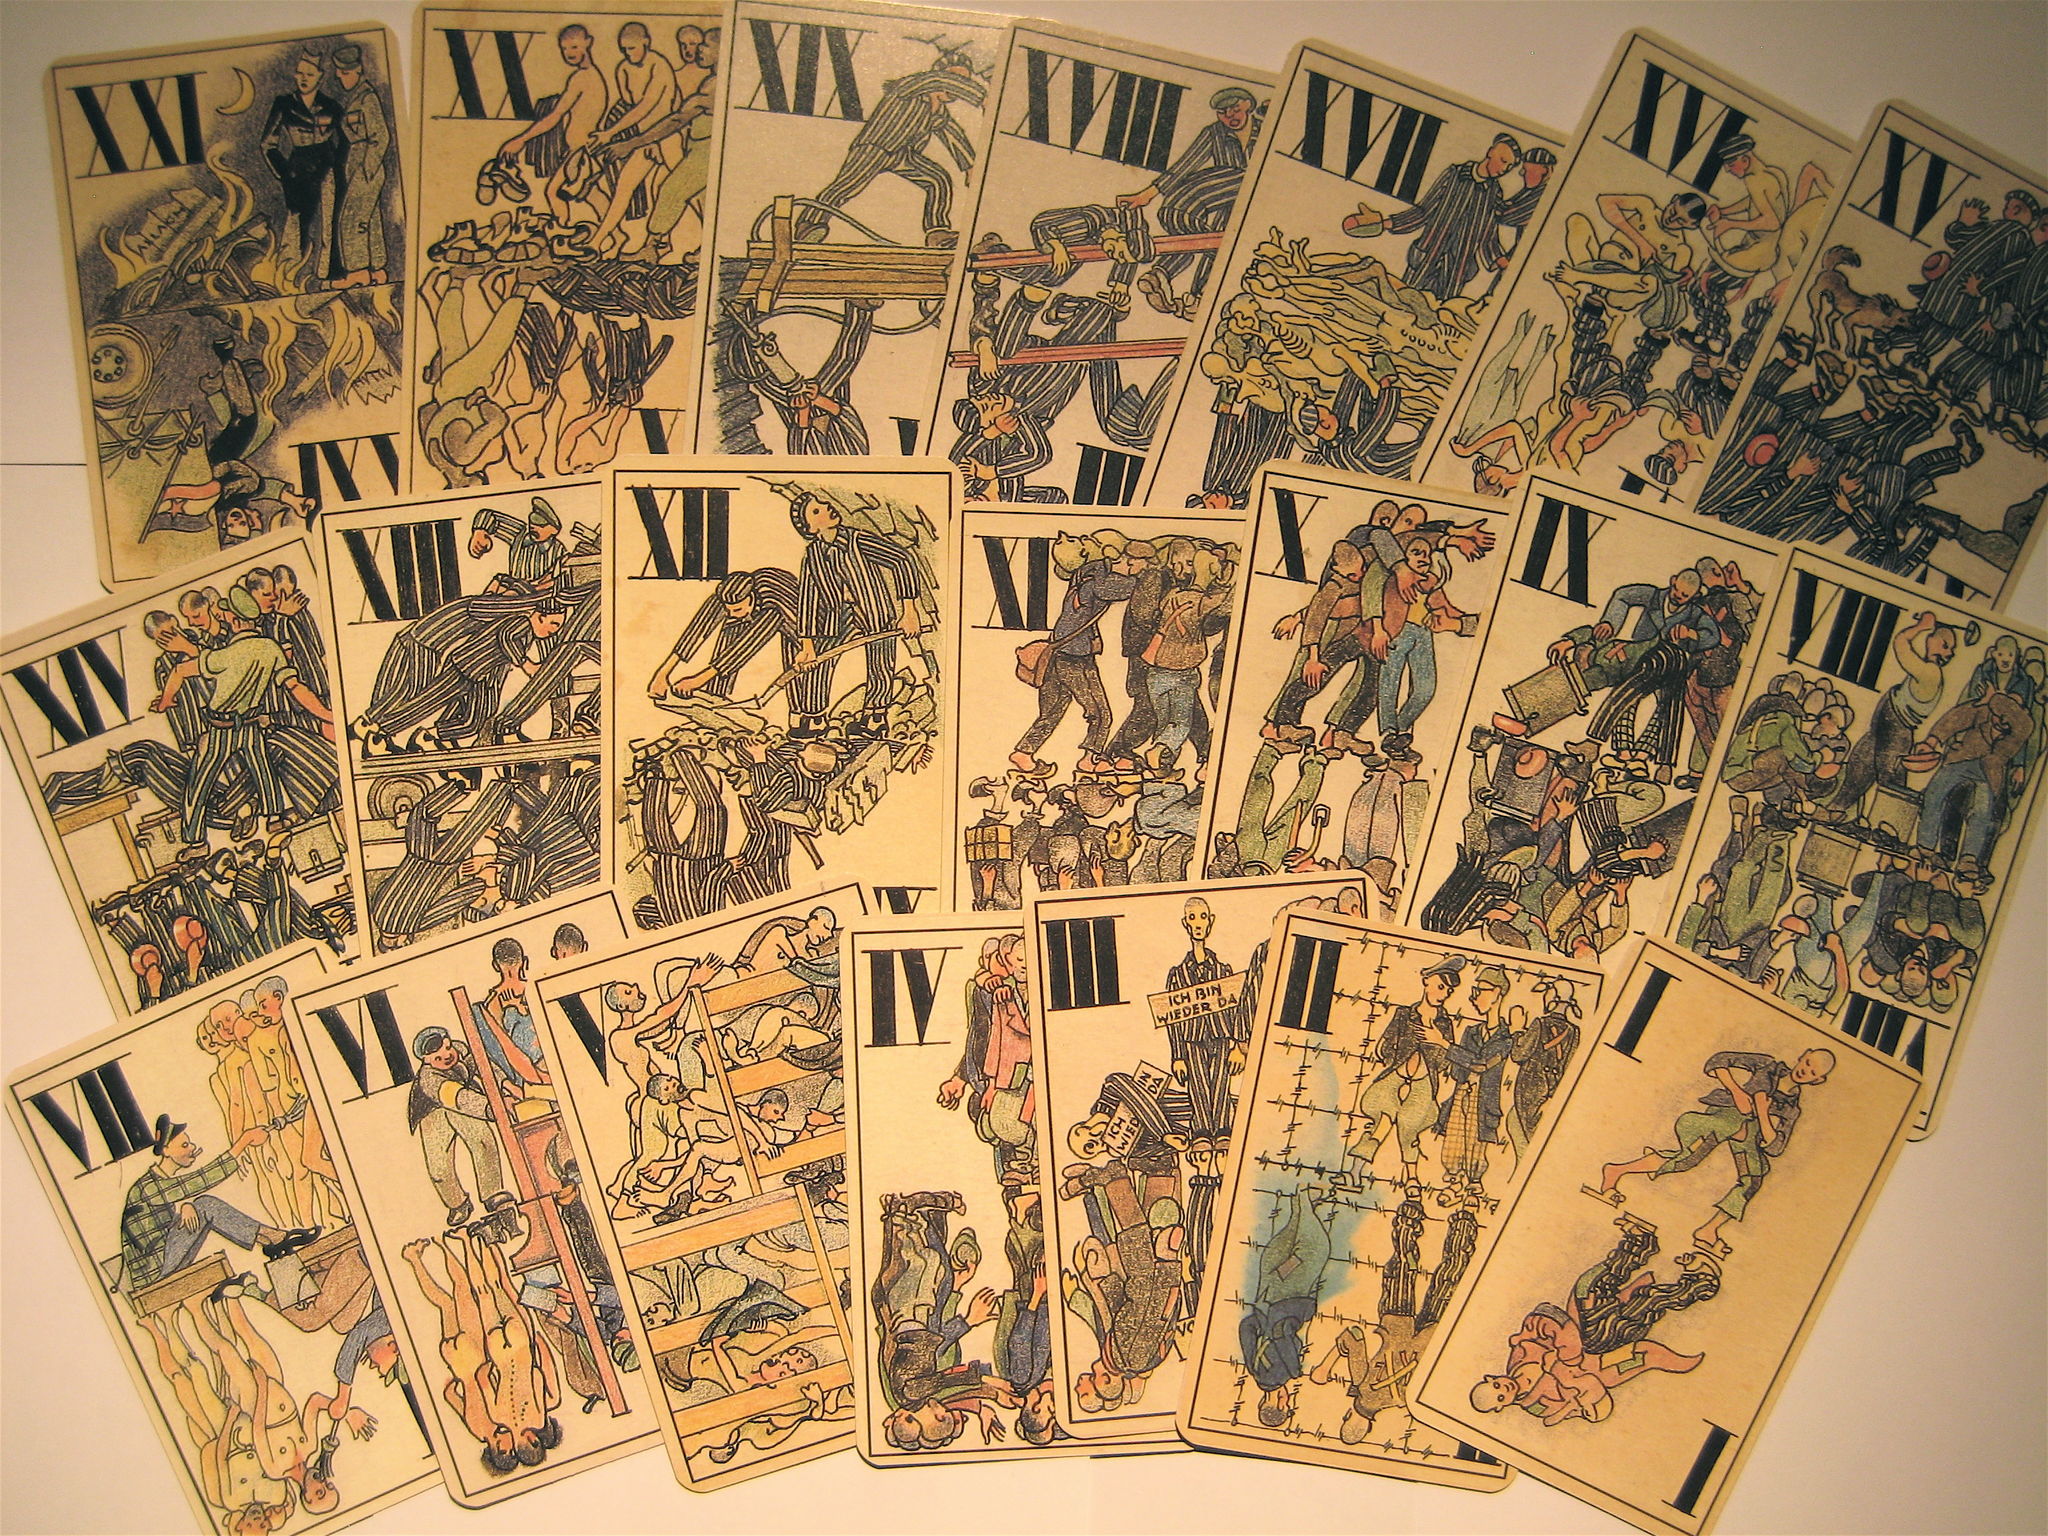 XXI
XX
XIX
XVIII
XVII
XVI
XV
XIV
XIII
XII
XI
X
IX
VIII
VII
VI
V
IV
III
ICH BIN
WIEDER DA
II
I
I